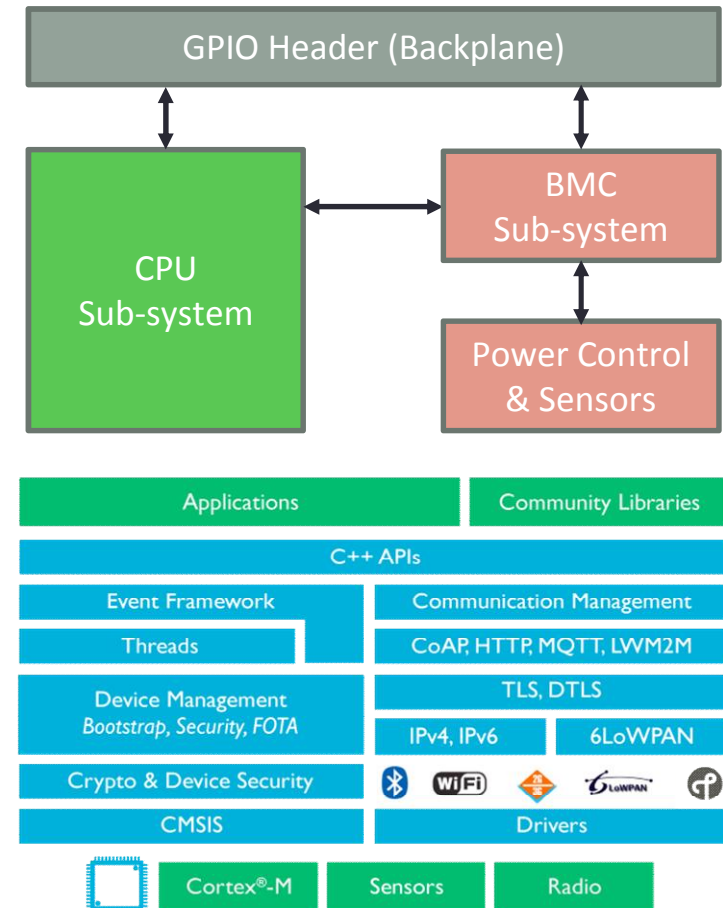 GPIO Header (Backplane)
CPU
Sub-system
BMC
Sub-system
Power Control
& Sensors
Applications
Community Libraries
C++ APIs
Event Framework
Threads
Device Management
Bootstrap, Security, FOTA
Crypto & Device Security
CMSIS
Communication Management
CoAP, HTTP, MQTT, LWM2M
TLS, DTLS
IPv4, IPv6
6LoWPAN
WiFi
6LoWPAN
Drivers
Cortex®-M
Sensors
Radio